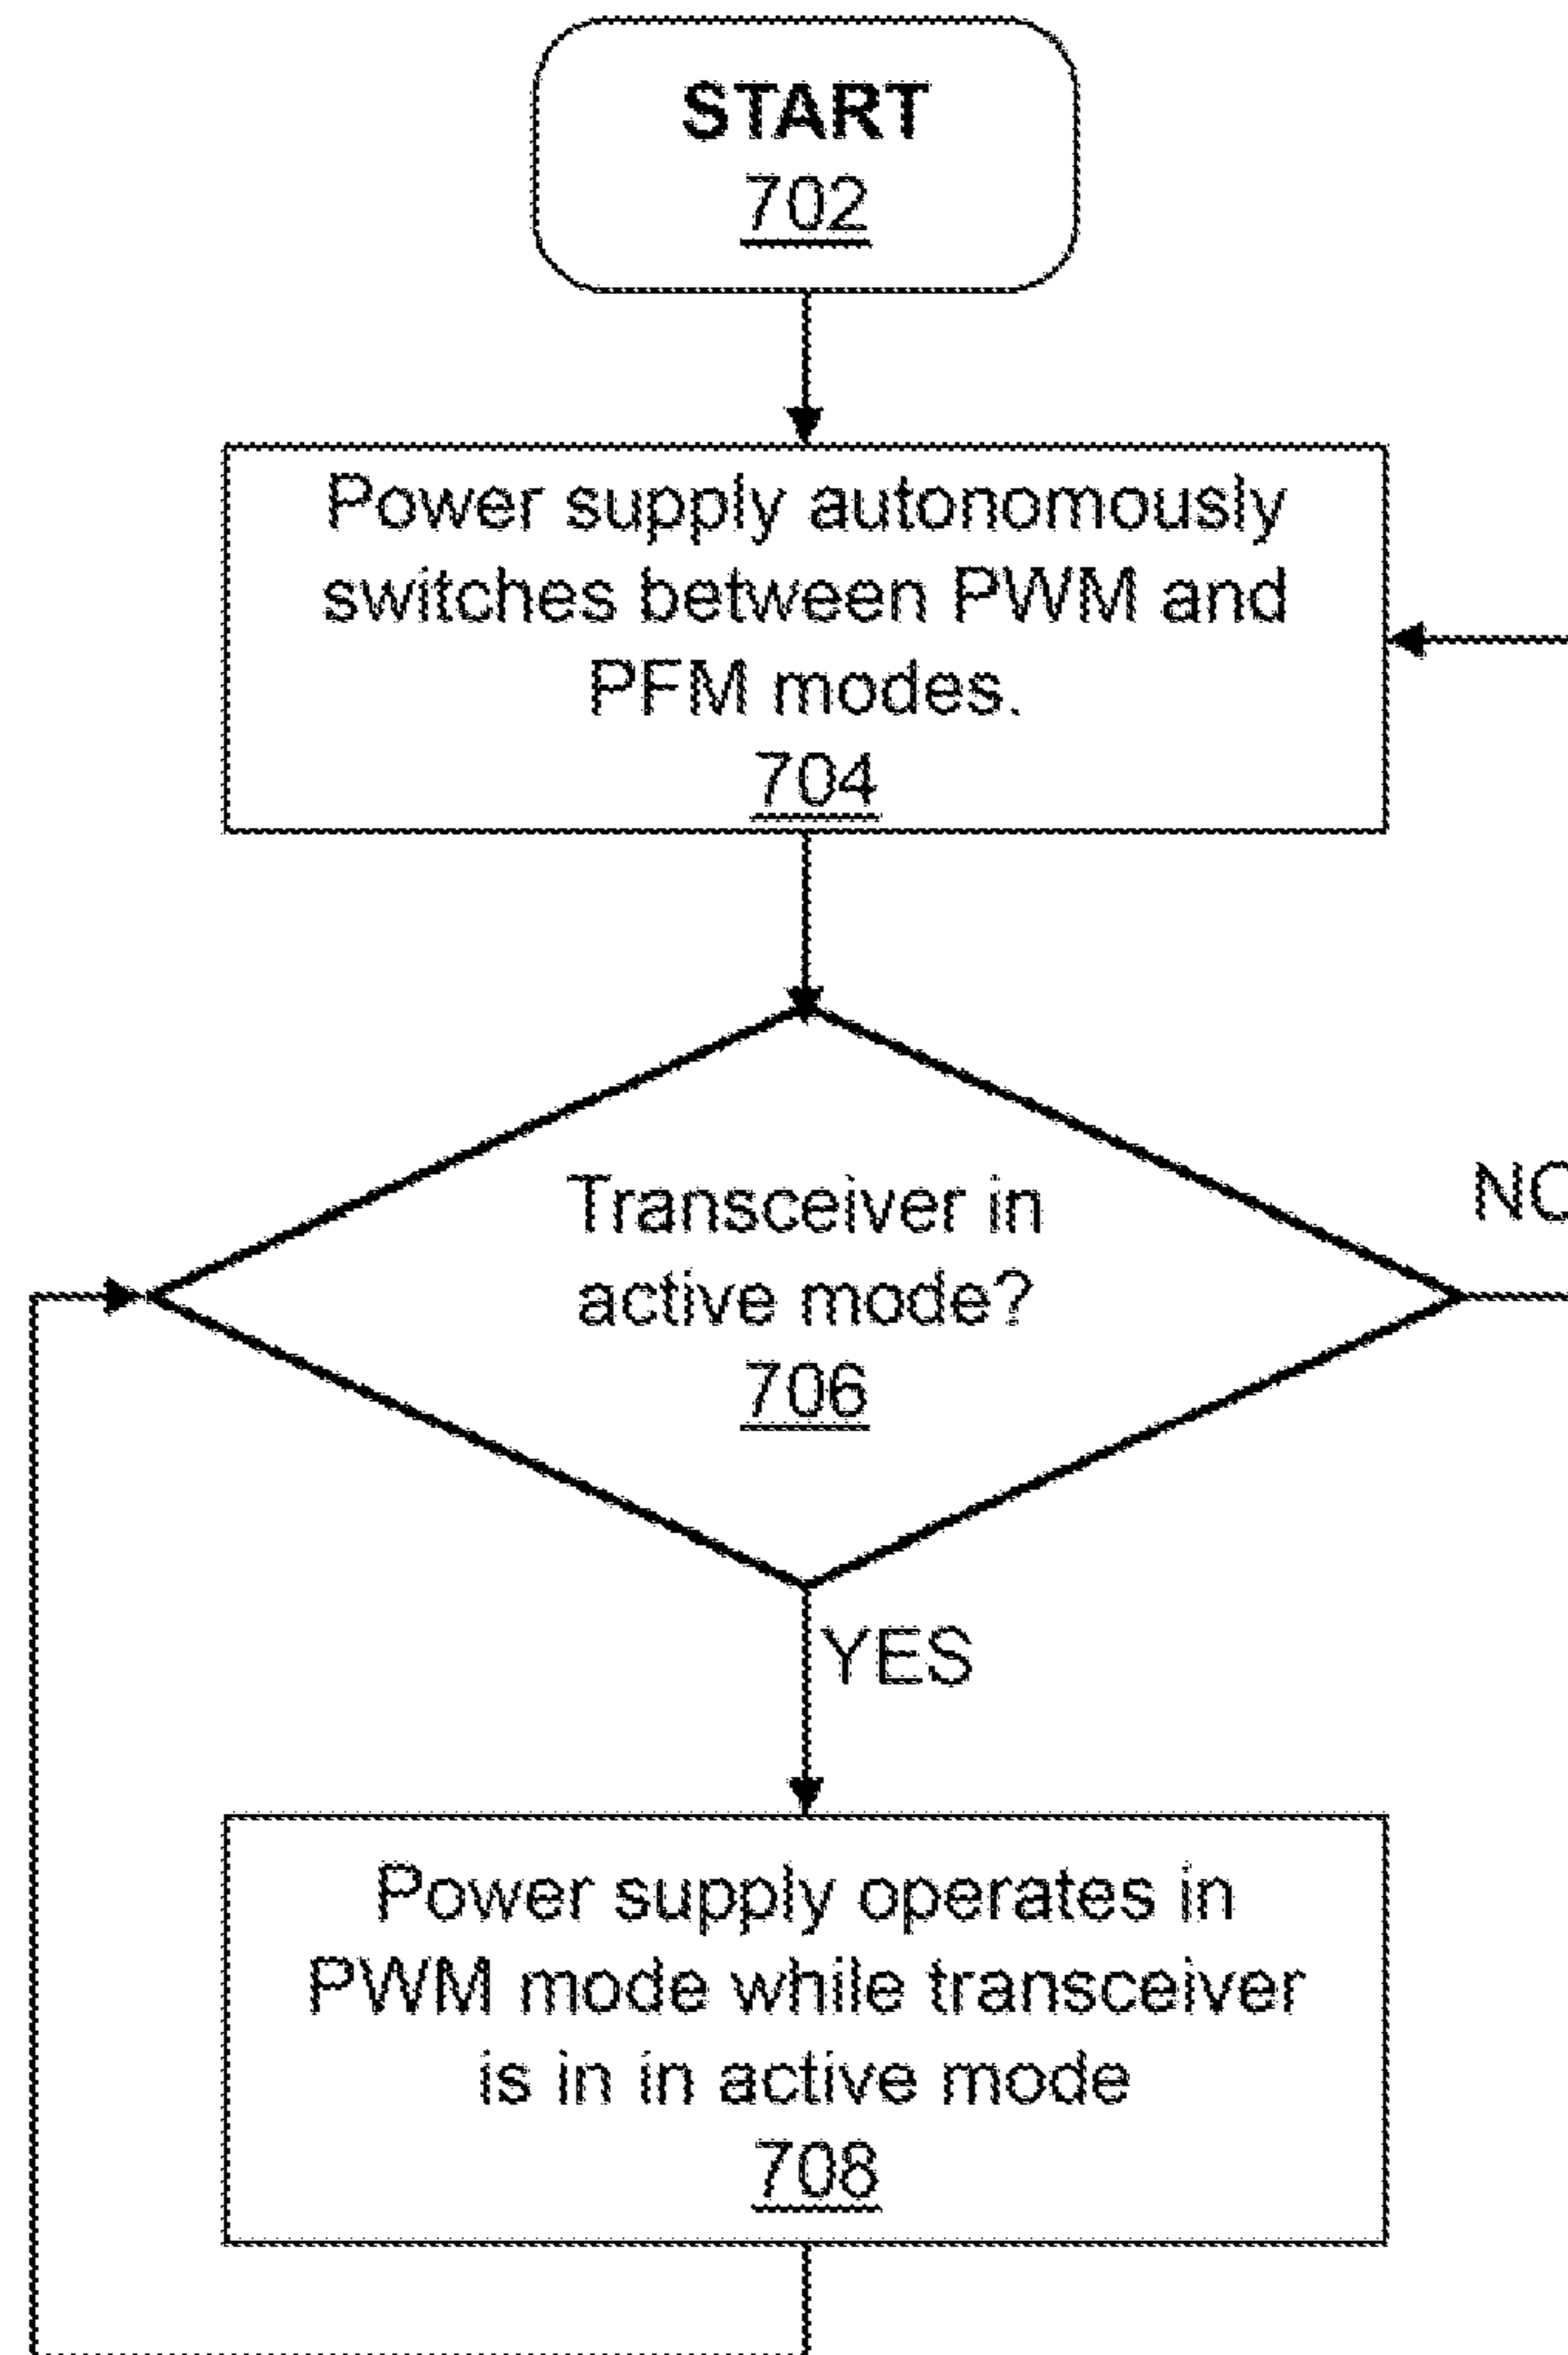 START
702
Power supply autonomously
switches between PWM and
PFM modes.
704
Transceiver in
active mode?
706
NO
YES
Power supply operates in
PWM mode while transceiver
is in in active mode
708